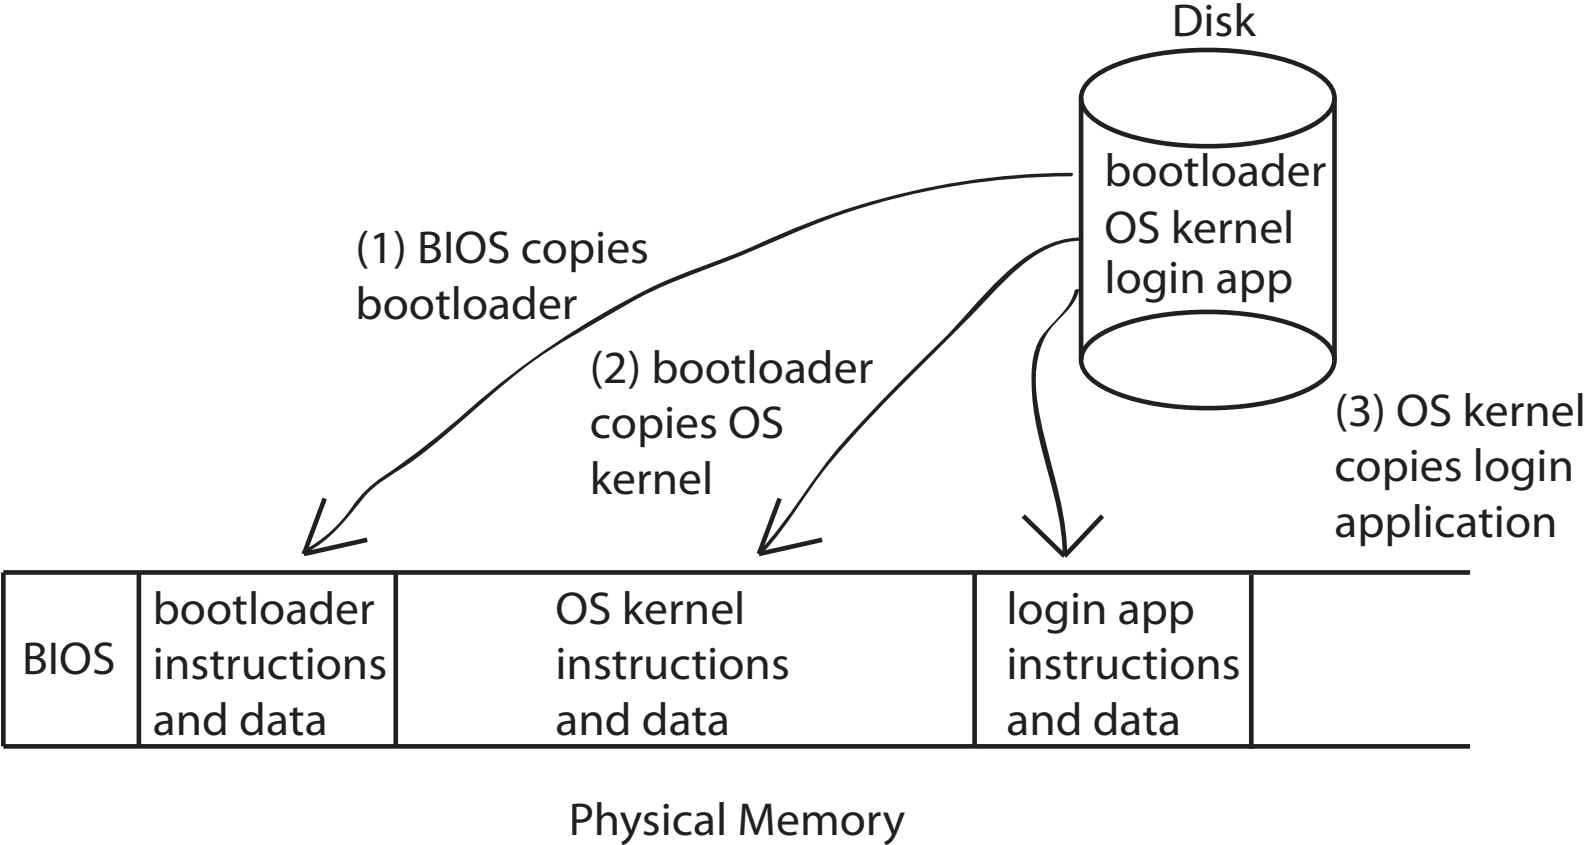 Disk
bootloader
OS kernel
login app
(1) BIOS copies
bootloader
(2) bootloader
copies OS
kernel
(3) OS kernel
copies login
application
BIOS
bootloader
instructions
and data
OS kernel
instructions
and data
login app
instructions
and data
Physical Memory